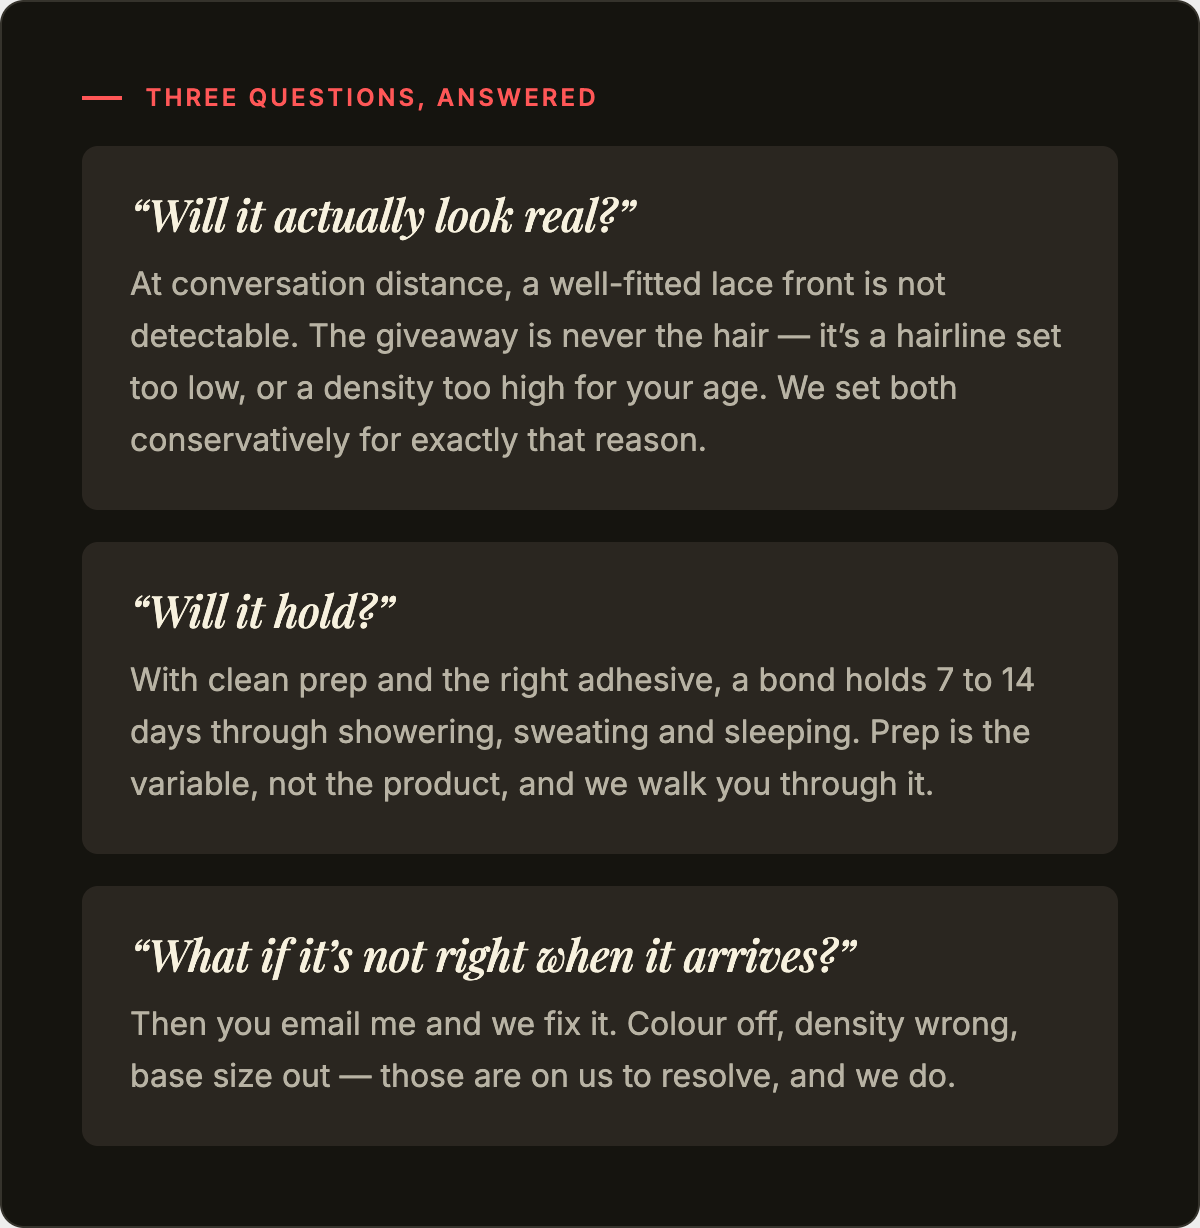 THREE QUESTIONS, ANSWERED
“Will it actually look real?”
At conversation distance, a well-fitted lace front is not
detectable. The giveaway is never the hair — it’s a hairline set
too low, or a density too high for your age. We set both
conservatively for exactly that reason.
“Will it hold?”
With clean prep and the right adhesive, a bond holds 7 to 14
days through showering, sweating and sleeping. Prep is the
variable, not the product, and we walk you through it.
“What if it’s not right when it arrives?”
Then you email me and we fix it. Colour off, density wrong,
base size out — those are on us to resolve, and we do.